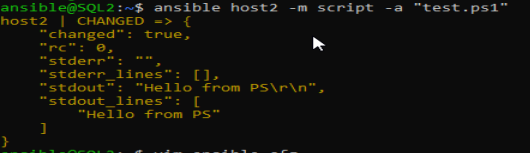 ansible@SQL2:~$ ansible host2 -m script -a "test.ps1"
host2 | CHANGED => {
    "changed": true,
    "rc": 0,
    "stderr": "",
    "stderr_lines": [],
    "stdout": "Hello from PS\r\n",
    "stdout_lines": [
        "Hello from PS"
    ]
}